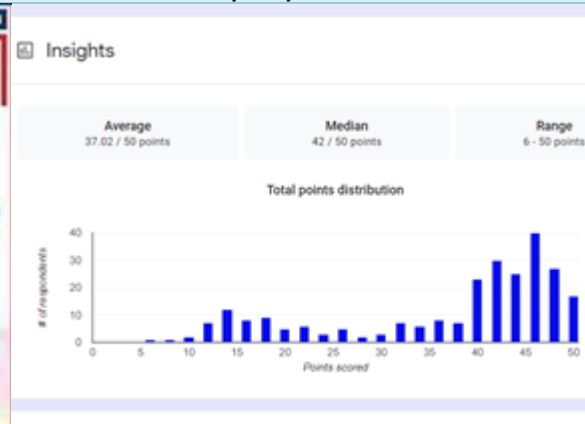 Insights
Average
37.02 / 50 points
Median
42 / 50 points
Range
6 - 50 points
Total points distribution
# of respondents
40
30
20
10
0
0 5 10 15 20 25 30 35 40 45 50
Points scored